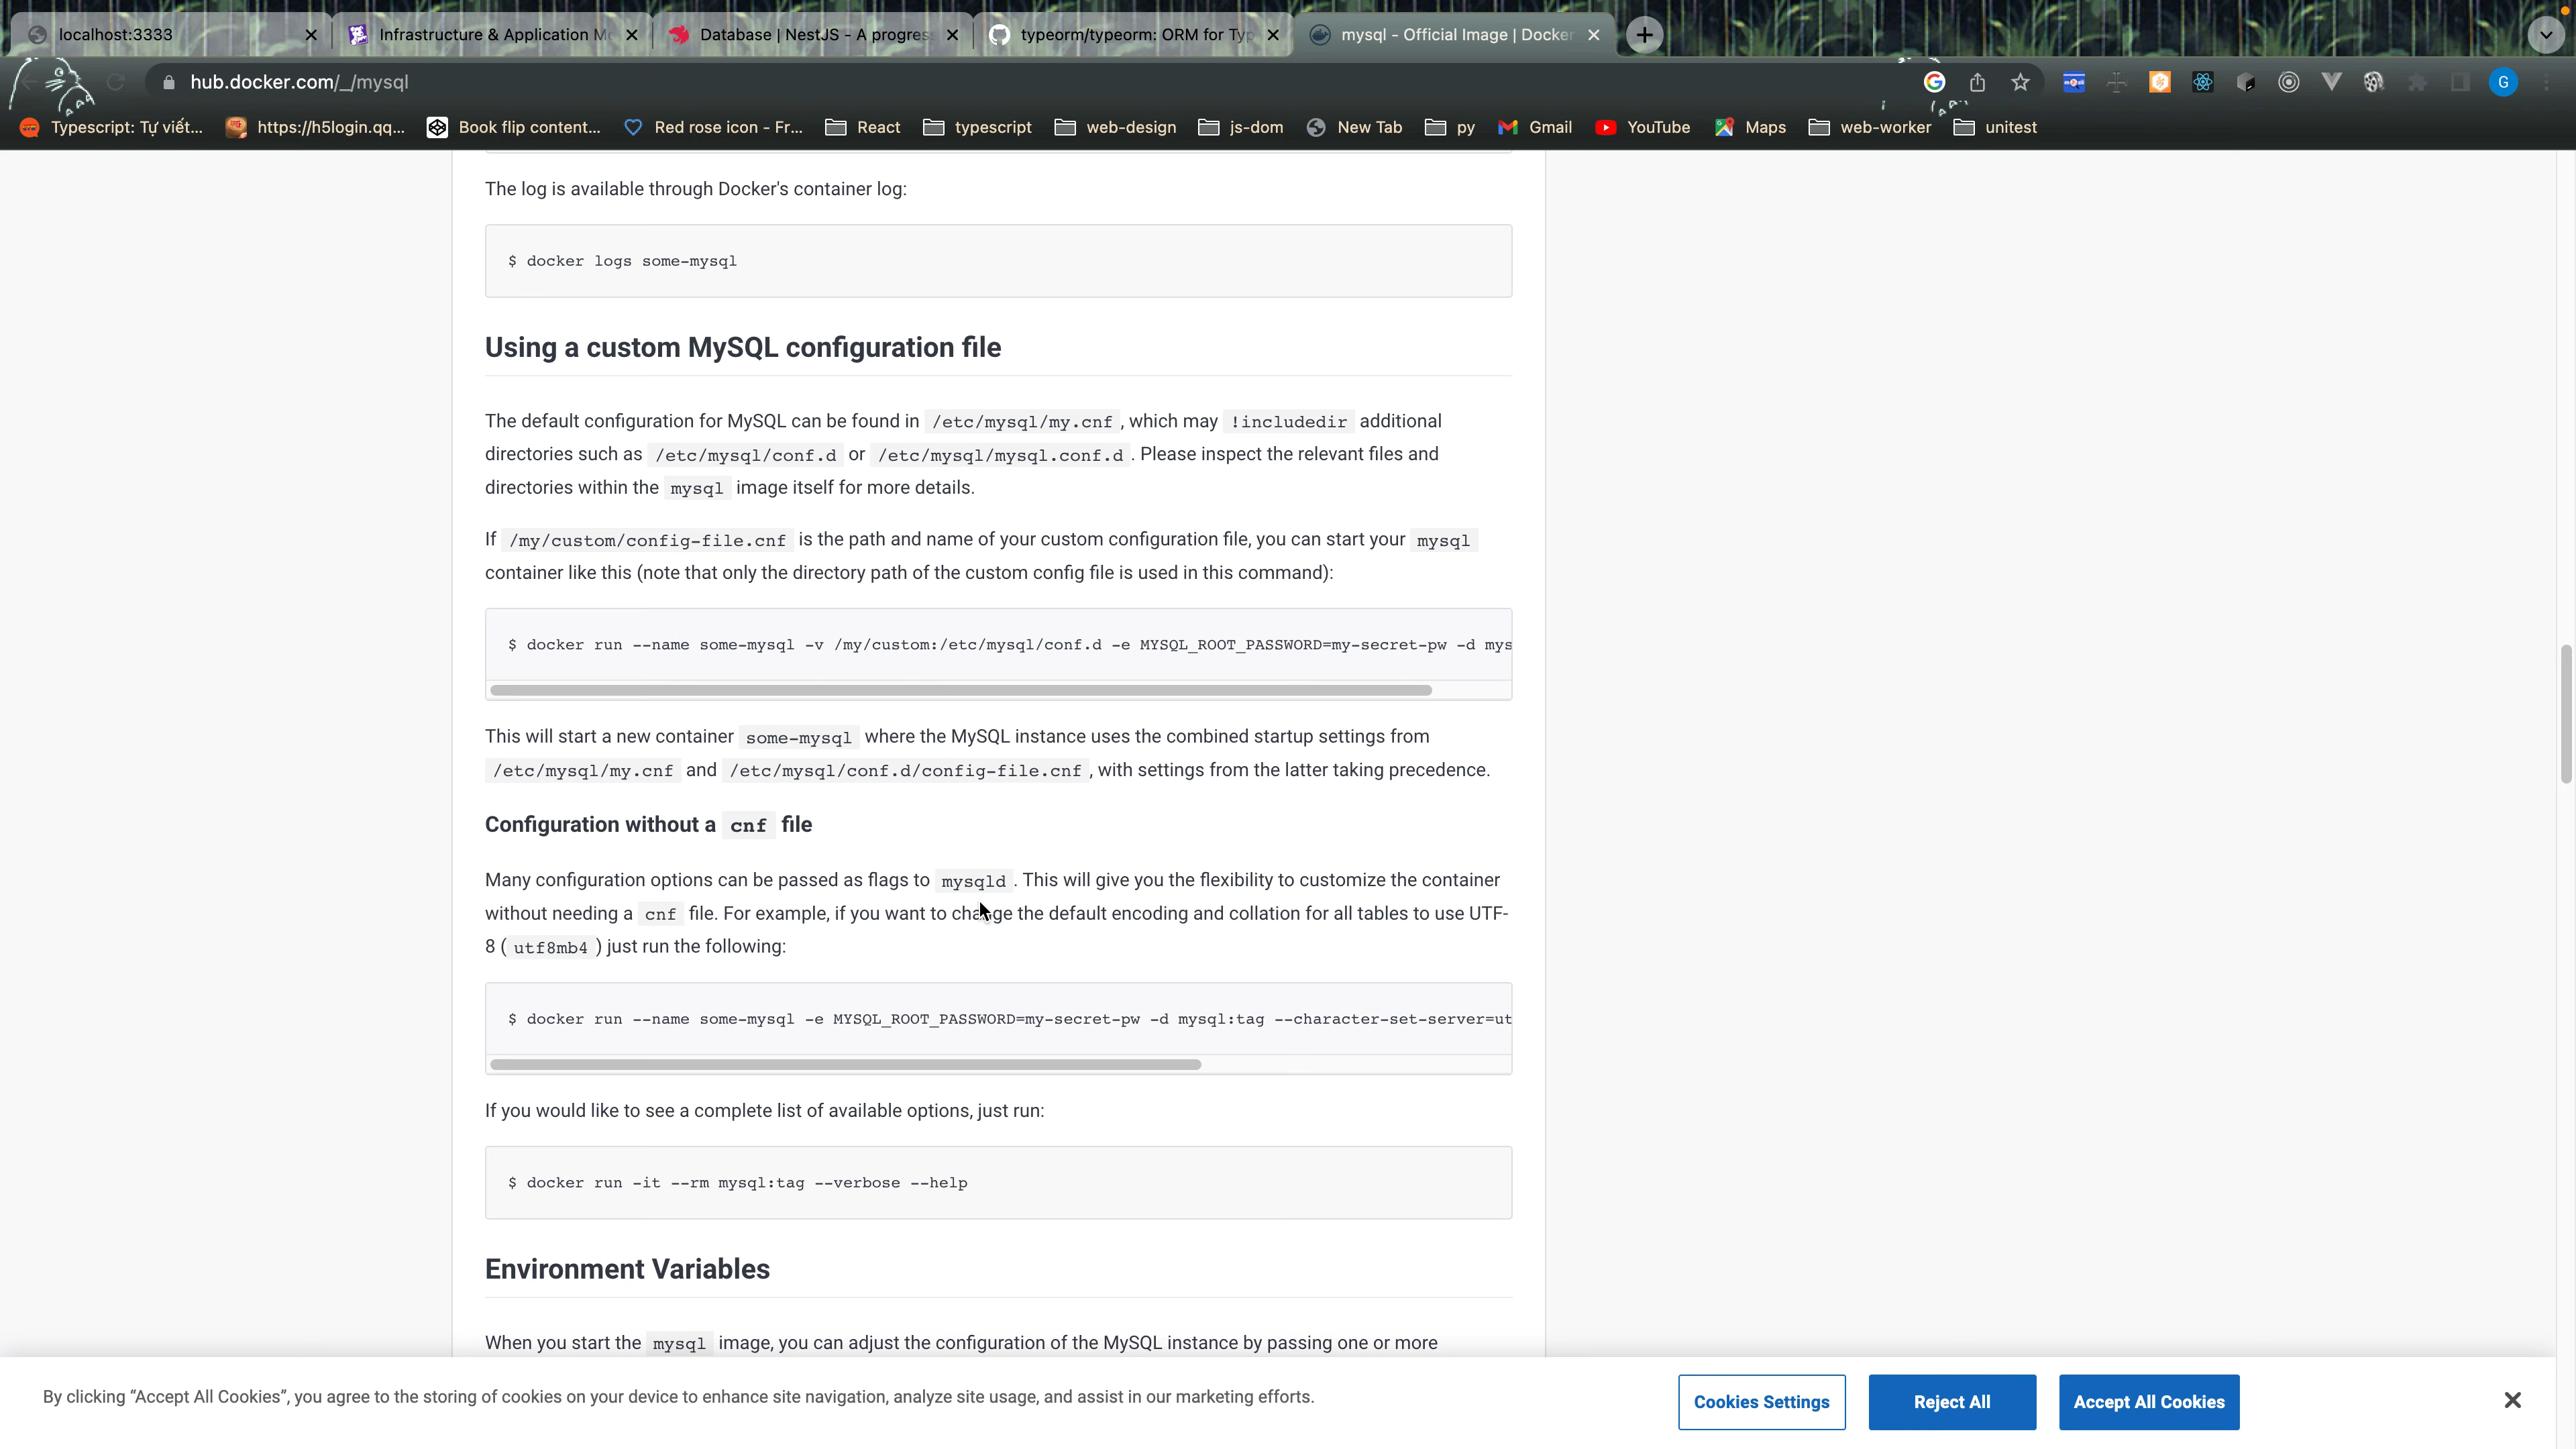 localhost:3333
Infrastructure & Application Mo
Database | NestJS - A progres
typeorm/typeorm: ORM for Typ
mysql - Official Image | Docker
hub.docker.com/_/mysql
G
Typescript: Tự viết...
https://h5login.qq...
Book flip content...
Red rose icon - Fr...
React
typescript
web-design
js-dom
New Tab
py
Gmail
YouTube
Maps
web-worker
unitest
The log is available through Docker's container log:
$ docker logs some-mysql
Using a custom MySQL configuration file
The default configuration for MySQL can be found in /etc/mysql/my.cnf , which may !includedir additional
directories such as /etc/mysql/conf.d or /etc/mysql/mysql.conf.d . Please inspect the relevant files and
directories within the mysql image itself for more details.
If /my/custom/config-file.cnf is the path and name of your custom configuration file, you can start your mysql
container like this (note that only the directory path of the custom config file is used in this command):
$ docker run --name some-mysql -v /my/custom:/etc/mysql/conf.d -e MYSQL_ROOT_PASSWORD=my-secret-pw -d mys
This will start a new container some-mysql where the MySQL instance uses the combined startup settings from
/etc/mysql/my.cnf and /etc/mysql/conf.d/config-file.cnf , with settings from the latter taking precedence.
Configuration without a cnf file
Many configuration options can be passed as flags to mysqld . This will give you the flexibility to customize the container
without needing a cnf file. For example, if you want to change the default encoding and collation for all tables to use UTF-
8 ( utf8mb4 ) just run the following:
$ docker run --name some-mysql -e MYSQL_ROOT_PASSWORD=my-secret-pw -d mysql:tag --character-set-server=ut
If you would like to see a complete list of available options, just run:
$ docker run -it --rm mysql:tag --verbose --help
Environment Variables
When you start the mysql image, you can adjust the configuration of the MySQL instance by passing one or more
By clicking “Accept All Cookies”, you agree to the storing of cookies on your device to enhance site navigation, analyze site usage, and assist in our marketing efforts.
Cookies Settings
Reject All
Accept All Cookies